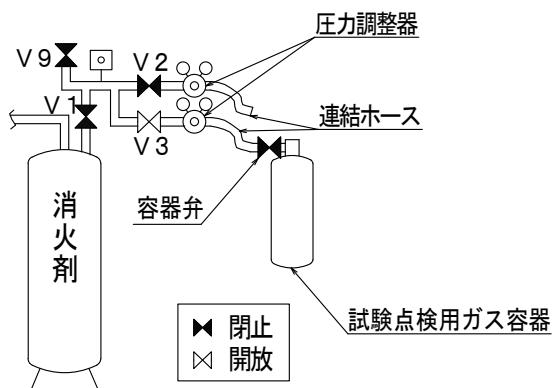 圧力調整器
V9
V2
V1
連結ホース
V3
消火剤
容器弁
閉止
開放
試験点検用ガス容器